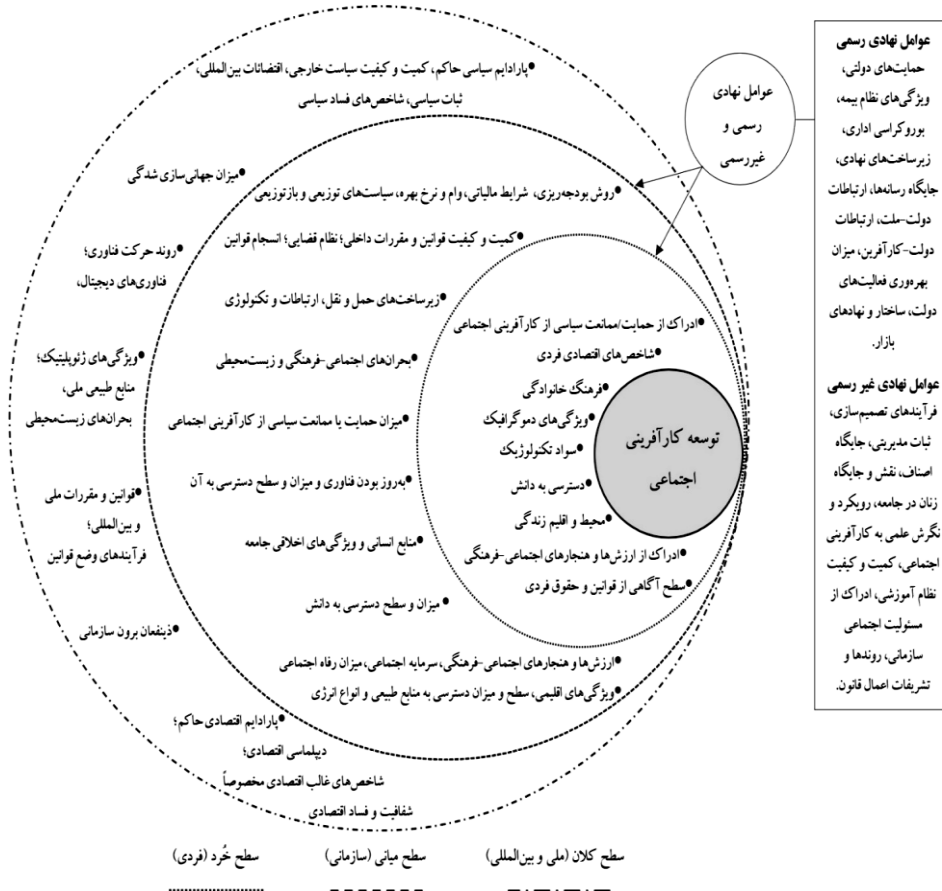 پارادایم سیاسی حاکم، کمیت و کیفیت سیاست خارجی، اقتضائات بین‌المللی،
ثبات سیاسی، شاخص‌های فساد سیاسی
میزان جهانی‌سازی شدگی
روند حرکت فناوری؛
فناوری‌های دیجیتال،
ویژگی‌های ژئوپلیتیک؛
منابع طبیعی ملی،
بحران‌های زیست‌محیطی
قوانین و مقررات ملی
و بین‌المللی؛
فرآیندهای وضع قوانین
ذینفعان برون سازمانی
پارادایم اقتصادی حاکم؛
دیپلماسی اقتصادی؛
شاخص‌های غالب اقتصادی مخصوصاً
شفافیت و فساد اقتصادی
روش بودجه‌ریزی، شرایط مالیاتی، وام و نرخ بهره، سیاست‌های توزیعی و بازتوزیعی
کمیت و کیفیت قوانین و مقررات داخلی؛ نظام قضایی؛ انسجام قوانین
زیرساخت‌های حمل و نقل، ارتباطات و تکنولوژی
بحران‌های اجتماعی-فرهنگی و زیست‌محیطی
میزان حمایت یا ممانعت سیاسی از کارآفرینی اجتماعی
به‌روز بودن فناوری و میزان و سطح دسترسی به آن
منابع انسانی و ویژگی‌های اخلاقی جامعه
میزان و سطح دسترسی به دانش
ارزش‌ها و هنجارهای اجتماعی-فرهنگی، سرمایه اجتماعی، میزان رفاه اجتماعی
ویژگی‌های اقلیمی، سطح و میزان دسترسی به منابع طبیعی و انواع انرژی
ادراک از حمایت/ممانعت سیاسی از کارآفرینی اجتماعی
شاخص‌های اقتصادی فردی
فرهنگ خانوادگی
ویژگی‌های دموگرافیک
سواد تکنولوژیک
دسترسی به دانش
محیط و اقلیم زندگی
ادراک از ارزش‌ها و هنجارهای اجتماعی-فرهنگی
سطح آگاهی از قوانین و حقوق فردی
توسعه کارآفرینی
اجتماعی
عوامل نهادی
رسمی و
غیررسمی
عوامل نهادی رسمی
حمایت‌های دولتی،
ویژگی‌های نظام بیمه،
بوروکراسی اداری،
زیرساخت‌های نهادی،
جایگاه رسانه‌ها، ارتباطات
دولت-ملت، ارتباطات
دولت-کارآفرین، میزان
بهره‌وری فعالیت‌های
دولت، ساختار و نهادهای
بازار.
عوامل نهادی غیر رسمی
فرآیندهای تصمیم‌سازی،
ثبات مدیریتی، جایگاه
اصناف، نقش و جایگاه
زنان در جامعه، رویکرد و
نگرش علمی به کارآفرینی
اجتماعی، کمیت و کیفیت
نظام آموزشی، ادراک از
مسئولیت اجتماعی
سازمانی، روندها و
تشریفات اعمال قانون.
سطح کلان (ملی و بین‌المللی)
سطح میانی (سازمانی)
سطح خُرد (فردی)